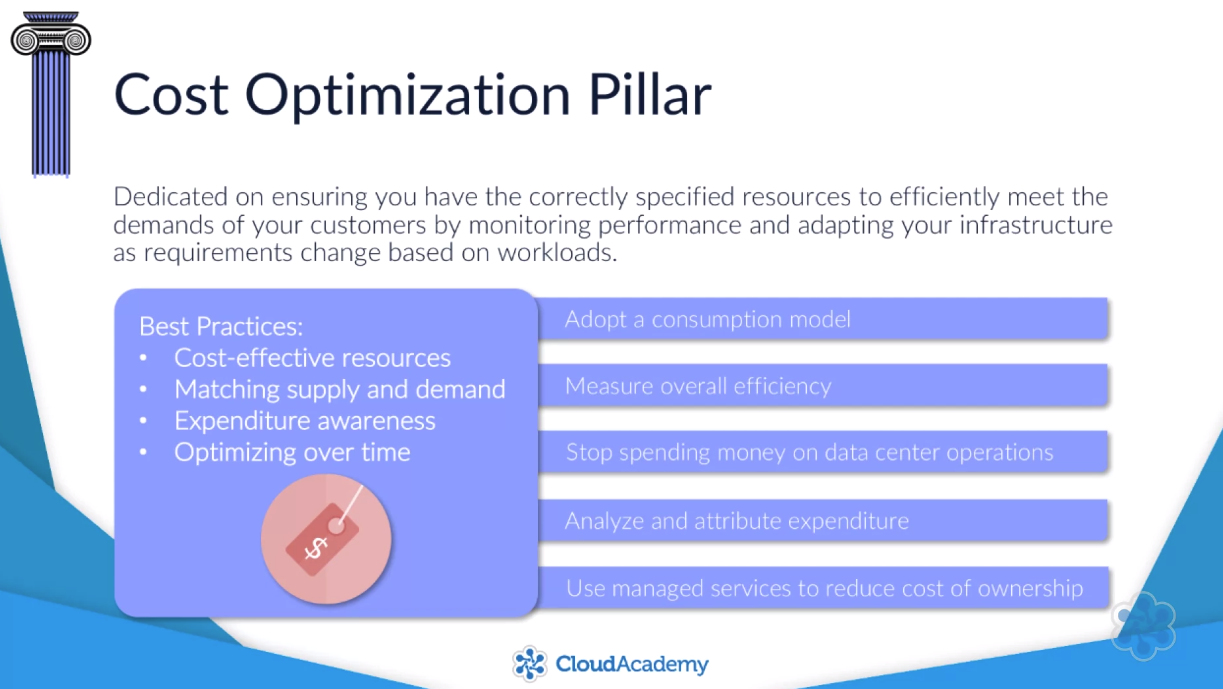 Cost Optimization Pillar
Dedicated on ensuring you have the correctly specified resources to efficiently meet the
demands of your customers by monitoring performance and adapting your infrastructure
as requirements change based on workloads.
Best Practices:
• Cost-effective resources
• Matching supply and demand
• Expenditure awareness
• Optimizing over time
$
Adopt a consumption model
Measure overall efficiency
Stop spending money on data center operations
Analyze and attribute expenditure
Use managed services to reduce cost of ownership
CloudAcademy